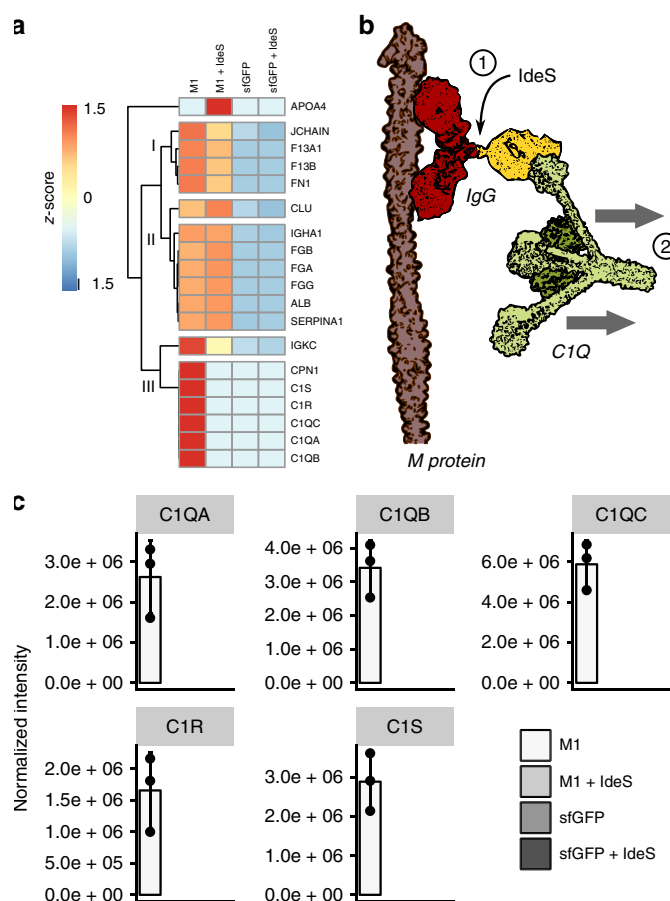 a
M1
M1 + IdeS
sfGFP
sfGFP + IdeS
1.5
0
1.5
z-score
I
II
III
APOA4
JCHAIN
F13A1
F13B
FN1
CLU
IGHA1
FGB
FGA
FGG
ALB
SERPINA1
IGKC
CPN1
C1S
C1R
C1QC
C1QA
C1QB
b
1
IdeS
IgG
2
C1Q
M protein
c
Normalized intensity
C1QA
3.0e + 06
2.0e + 06
1.0e + 06
0.0e + 00
C1QB
4.0e + 06
3.0e + 06
2.0e + 06
1.0e + 06
0.0e + 00
C1QC
6.0e + 06
4.0e + 06
2.0e + 06
0.0e + 00
C1R
2.0e + 06
1.5e + 06
1.0e + 06
5.0e + 05
0.0e + 00
C1S
3.0e + 06
2.0e + 06
1.0e + 06
0.0e + 00
M1
M1 + IdeS
sfGFP
sfGFP + IdeS